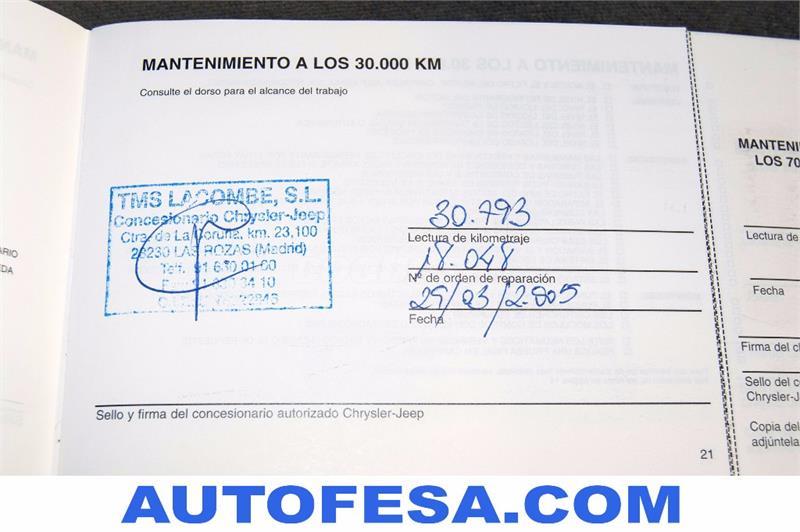 MANTENIMIENTO A LOS 30.000 KM
Consulte el dorso para el alcance del trabajo
TMS LACOMBE, S.L.
Concesionario Chrysler-Jeep
Ctra. de La Coruña, km. 23,100
28230 LAS ROZAS (Madrid)
30.793
Lectura de kilometraje
18.048
Nº de orden de reparación
29/03/2.005
Fecha
Sello y firma del concesionario autorizado Chrysler-Jeep
21
MANTENI
LOS 70
Lectura de
Fecha
Firma del c
Sello del c
Chrysler-J
Copia del
adjúntela
AUTOFESA.COM